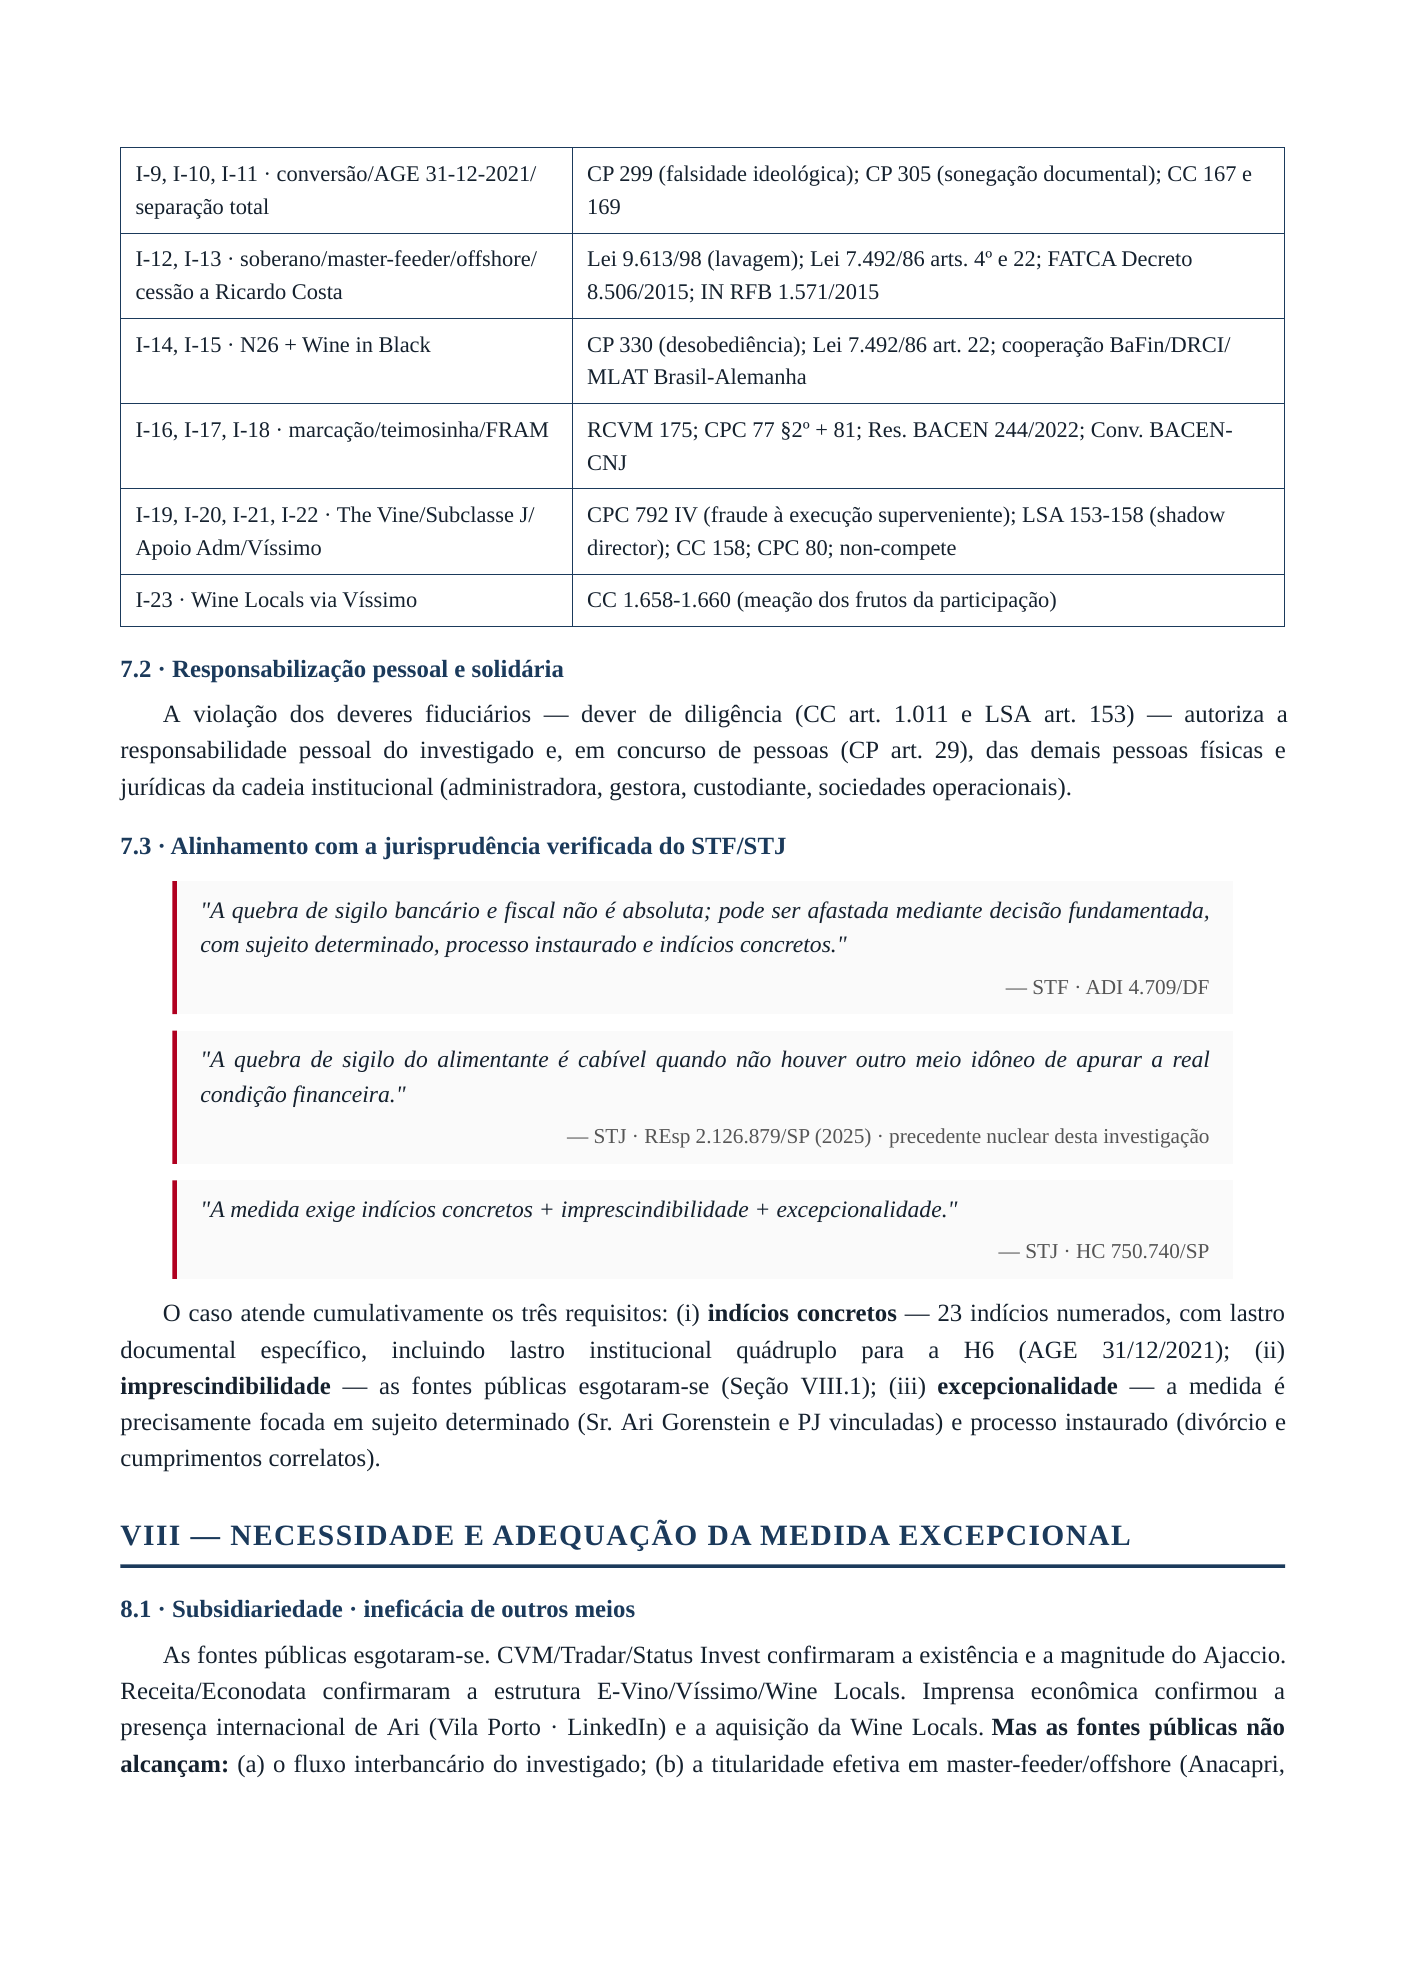 I-9, I-10, I-11 · conversão/AGE 31-12-2021/
separação total
CP 299 (falsidade ideológica); CP 305 (sonegação documental); CC 167 e
169
I-12, I-13 · soberano/master-feeder/offshore/
cessão a Ricardo Costa
Lei 9.613/98 (lavagem); Lei 7.492/86 arts. 4º e 22; FATCA Decreto
8.506/2015; IN RFB 1.571/2015
I-14, I-15 · N26 + Wine in Black
CP 330 (desobediência); Lei 7.492/86 art. 22; cooperação BaFin/DRCI/
MLAT Brasil-Alemanha
I-16, I-17, I-18 · marcação/teimosinha/FRAM
RCVM 175; CPC 77 §2º + 81; Res. BACEN 244/2022; Conv. BACEN-
CNJ
I-19, I-20, I-21, I-22 · The Vine/Subclasse J/
Apoio Adm/Víssimo
CPC 792 IV (fraude à execução superveniente); LSA 153-158 (shadow
director); CC 158; CPC 80; non-compete
I-23 · Wine Locals via Víssimo
CC 1.658-1.660 (meação dos frutos da participação)
7.2 · Responsabilização pessoal e solidária
A violação dos deveres fiduciários — dever de diligência (CC art. 1.011 e LSA art. 153) — autoriza a
responsabilidade pessoal do investigado e, em concurso de pessoas (CP art. 29), das demais pessoas físicas e
jurídicas da cadeia institucional (administradora, gestora, custodiante, sociedades operacionais).
7.3 · Alinhamento com a jurisprudência verificada do STF/STJ
"A quebra de sigilo bancário e fiscal não é absoluta; pode ser afastada mediante decisão fundamentada,
com sujeito determinado, processo instaurado e indícios concretos."
— STF · ADI 4.709/DF
"A quebra de sigilo do alimentante é cabível quando não houver outro meio idôneo de apurar a real
condição financeira."
— STJ · REsp 2.126.879/SP (2025) · precedente nuclear desta investigação
"A medida exige indícios concretos + imprescindibilidade + excepcionalidade."
— STJ · HC 750.740/SP
O caso atende cumulativamente os três requisitos: (i) indícios concretos — 23 indícios numerados, com lastro
documental específico, incluindo lastro institucional quádruplo para a H6 (AGE 31/12/2021); (ii)
imprescindibilidade — as fontes públicas esgotaram-se (Seção VIII.1); (iii) excepcionalidade — a medida é
precisamente focada em sujeito determinado (Sr. Ari Gorenstein e PJ vinculadas) e processo instaurado (divórcio e
cumprimentos correlatos).
VIII — NECESSIDADE E ADEQUAÇÃO DA MEDIDA EXCEPCIONAL
8.1 · Subsidiariedade · ineficácia de outros meios
As fontes públicas esgotaram-se. CVM/Tradar/Status Invest confirmaram a existência e a magnitude do Ajaccio.
Receita/Econodata confirmaram a estrutura E-Vino/Víssimo/Wine Locals. Imprensa econômica confirmou a
presença internacional de Ari (Vila Porto · LinkedIn) e a aquisição da Wine Locals. Mas as fontes públicas não
alcançam: (a) o fluxo interbancário do investigado; (b) a titularidade efetiva em master-feeder/offshore (Anacapri,